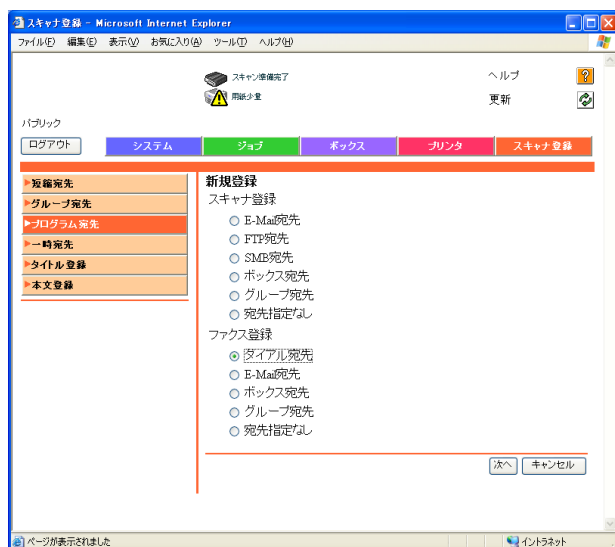 スキャナ登録 - Microsoft Internet Explorer
ファイル(F) 編集(E) 表示(V) お気に入り(A) ツール(T) ヘルプ(H)
スキャン準備完了
用紙少量
ヘルプ
更新
パブリック
ログアウト
システム ジョブ ボックス プリンタ スキャナ登録
短縮宛先
グループ宛先
プログラム宛先
一時宛先
タイトル登録
本文登録
新規登録
スキャナ登録
E-Mail宛先
FTP宛先
SMB宛先
ボックス宛先
グループ宛先
宛先指定なし
ファクス登録
ダイアル宛先
E-Mail宛先
ボックス宛先
グループ宛先
宛先指定なし
次へ キャンセル
ページが表示されました イントラネット